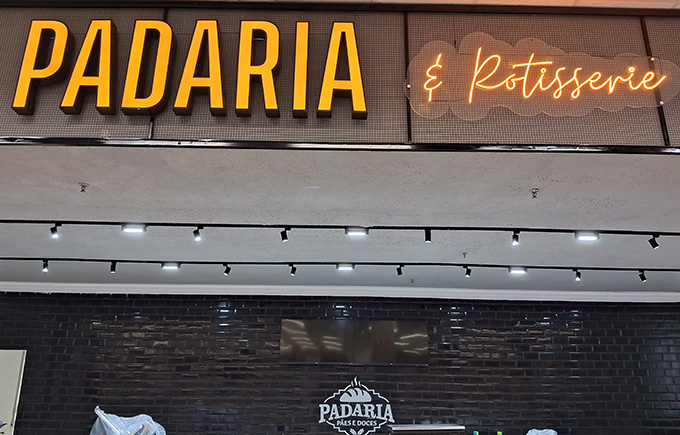 PADARIA & Rotisserie
PADARIA
PÃES E DOCES